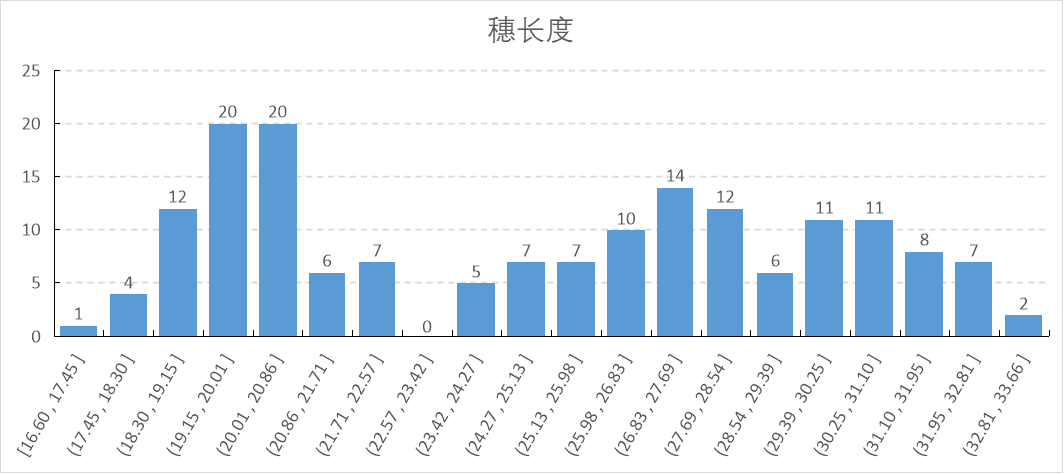 穗长度
25
20
15
10
5
0
1
4
12
20
20
6
7
0
5
7
7
10
14
12
6
11
11
8
7
2
[16.60 , 17.45 ]
(17.45 , 18.30 ]
(18.30 , 19.15 ]
(19.15 , 20.01 ]
(20.01 , 20.86 ]
(20.86 , 21.71 ]
(21.71 , 22.57 ]
(22.57 , 23.42 ]
(23.42 , 24.27 ]
(24.27 , 25.13 ]
(25.13 , 25.98 ]
(25.98 , 26.83 ]
(26.83 , 27.69 ]
(27.69 , 28.54 ]
(28.54 , 29.39 ]
(29.39 , 30.25 ]
(30.25 , 31.10 ]
(31.10 , 31.95 ]
(31.95 , 32.81 ]
(32.81 , 33.66 ]